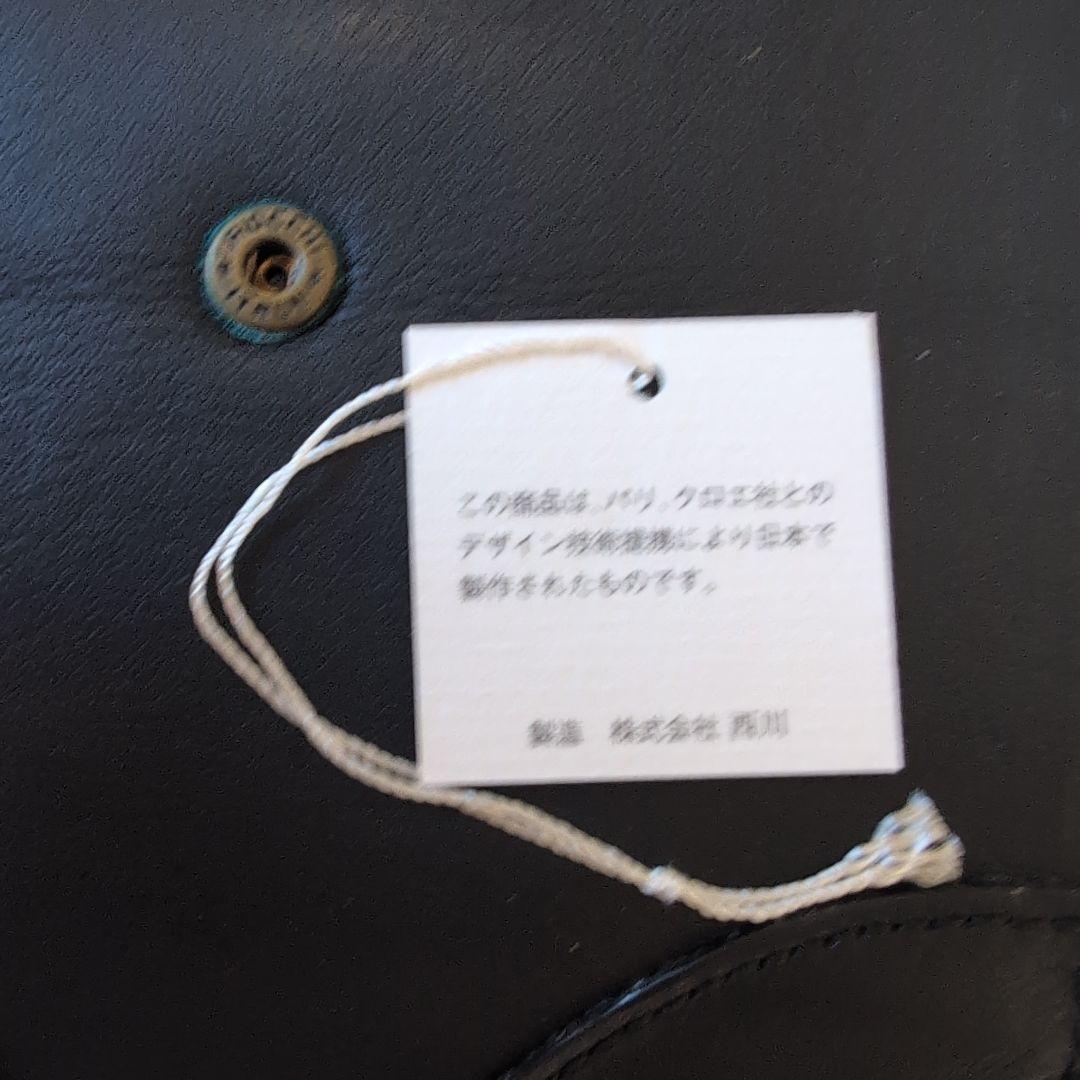 この商品は、パリ、クロエ社との
デザイン技術提携により日本で
製作されたものです。
製造 株式会社 西川